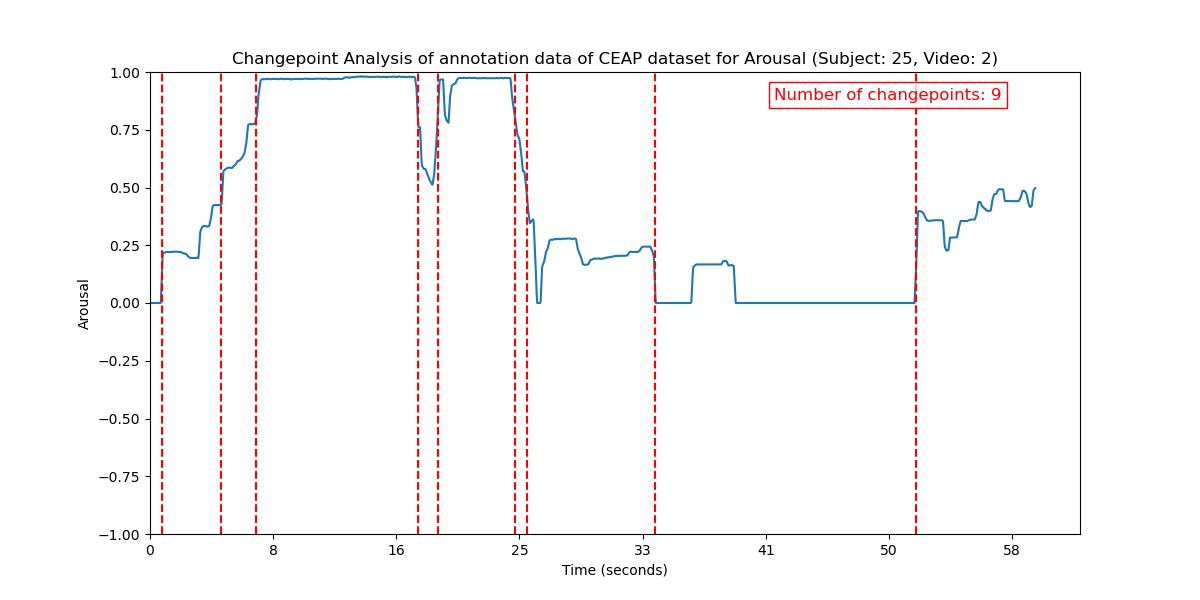 Changepoint Analysis of annotation data of CEAP dataset for Arousal (Subject: 25, Video: 2)
Number of changepoints: 9
1.00
0.75
0.50
0.25
0.00
−0.25
−0.50
−0.75
−1.00
Arousal
0 8 16 25 33 41 50 58
Time (seconds)